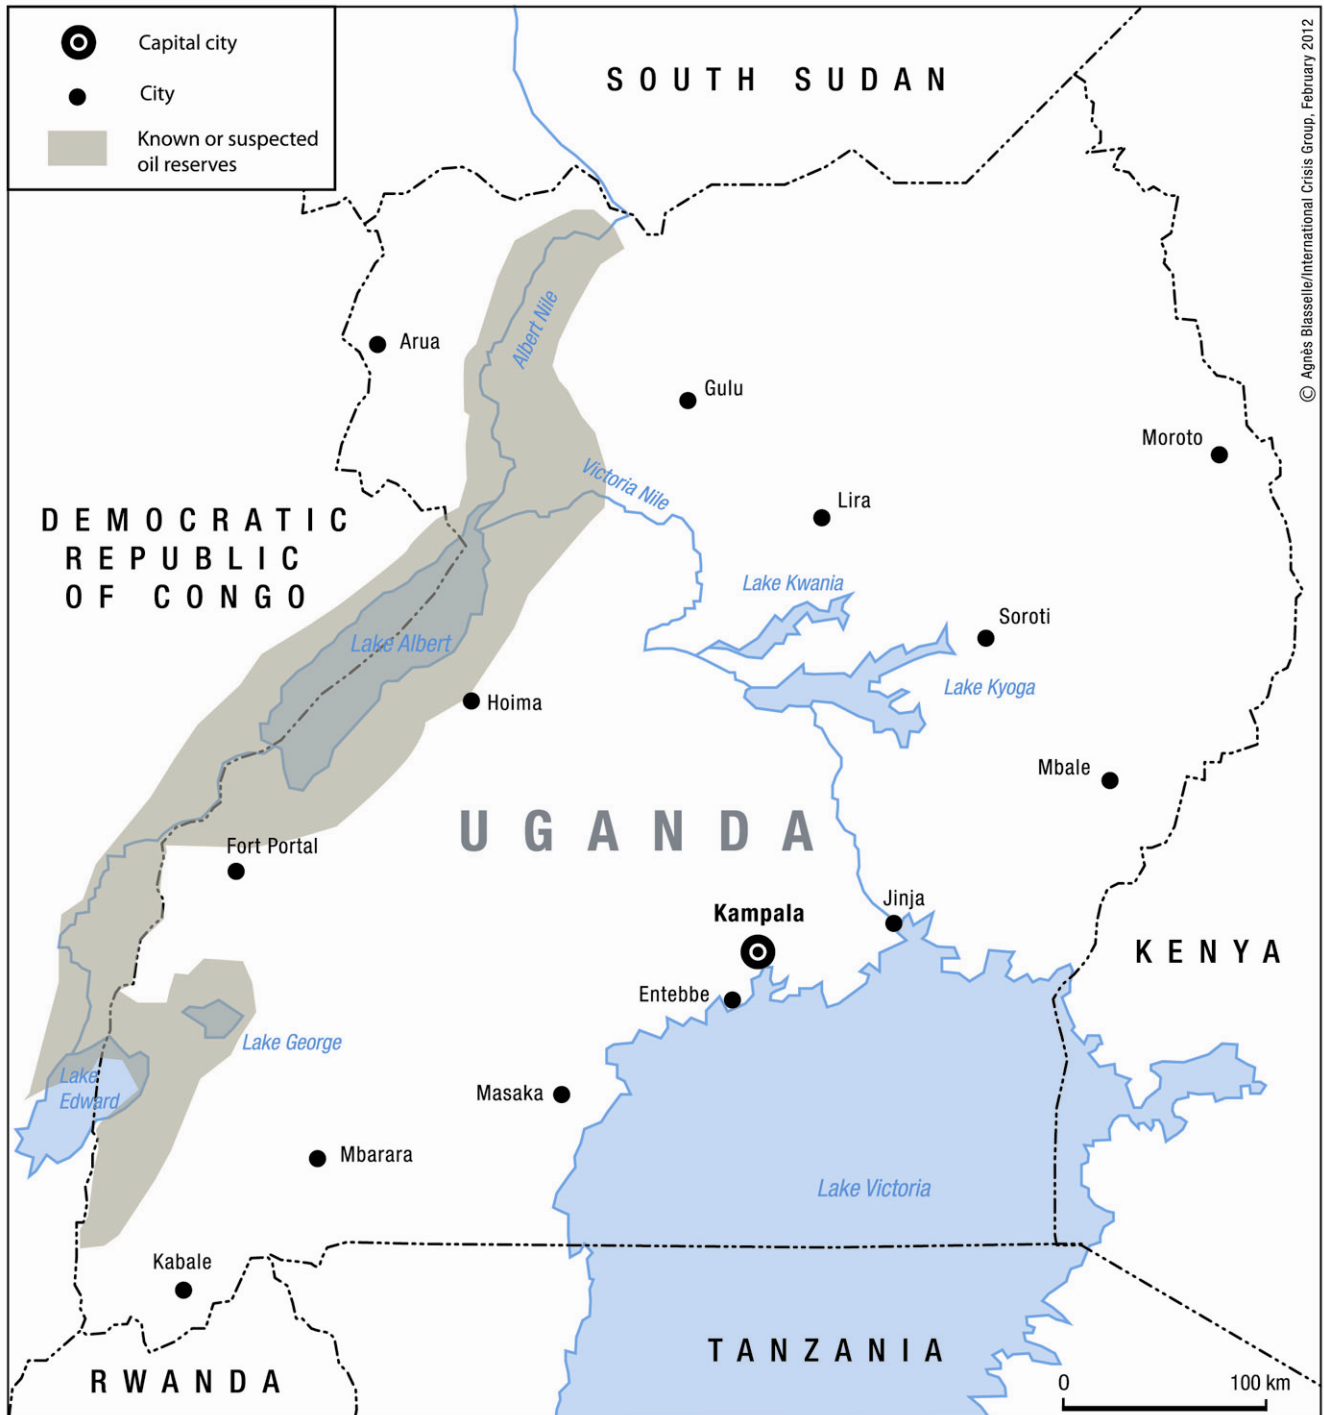 Capital city
City
Known or suspected
oil reserves
© Agnès Blasselle/International Crisis Group, February 2012
SOUTH SUDAN
Albert Nile
Arua
Gulu
Moroto
Victoria Nile
Lira
DEMOCRATIC
REPUBLIC
OF CONGO
Lake Kwania
Soroti
Lake Albert
Lake Kyoga
Hoima
Mbale
UGANDA
Fort Portal
Jinja
Kampala
KENYA
Entebbe
Lake George
Lake
Edward
Masaka
Mbarara
Lake Victoria
Kabale
TANZANIA
RWANDA
0 100 km